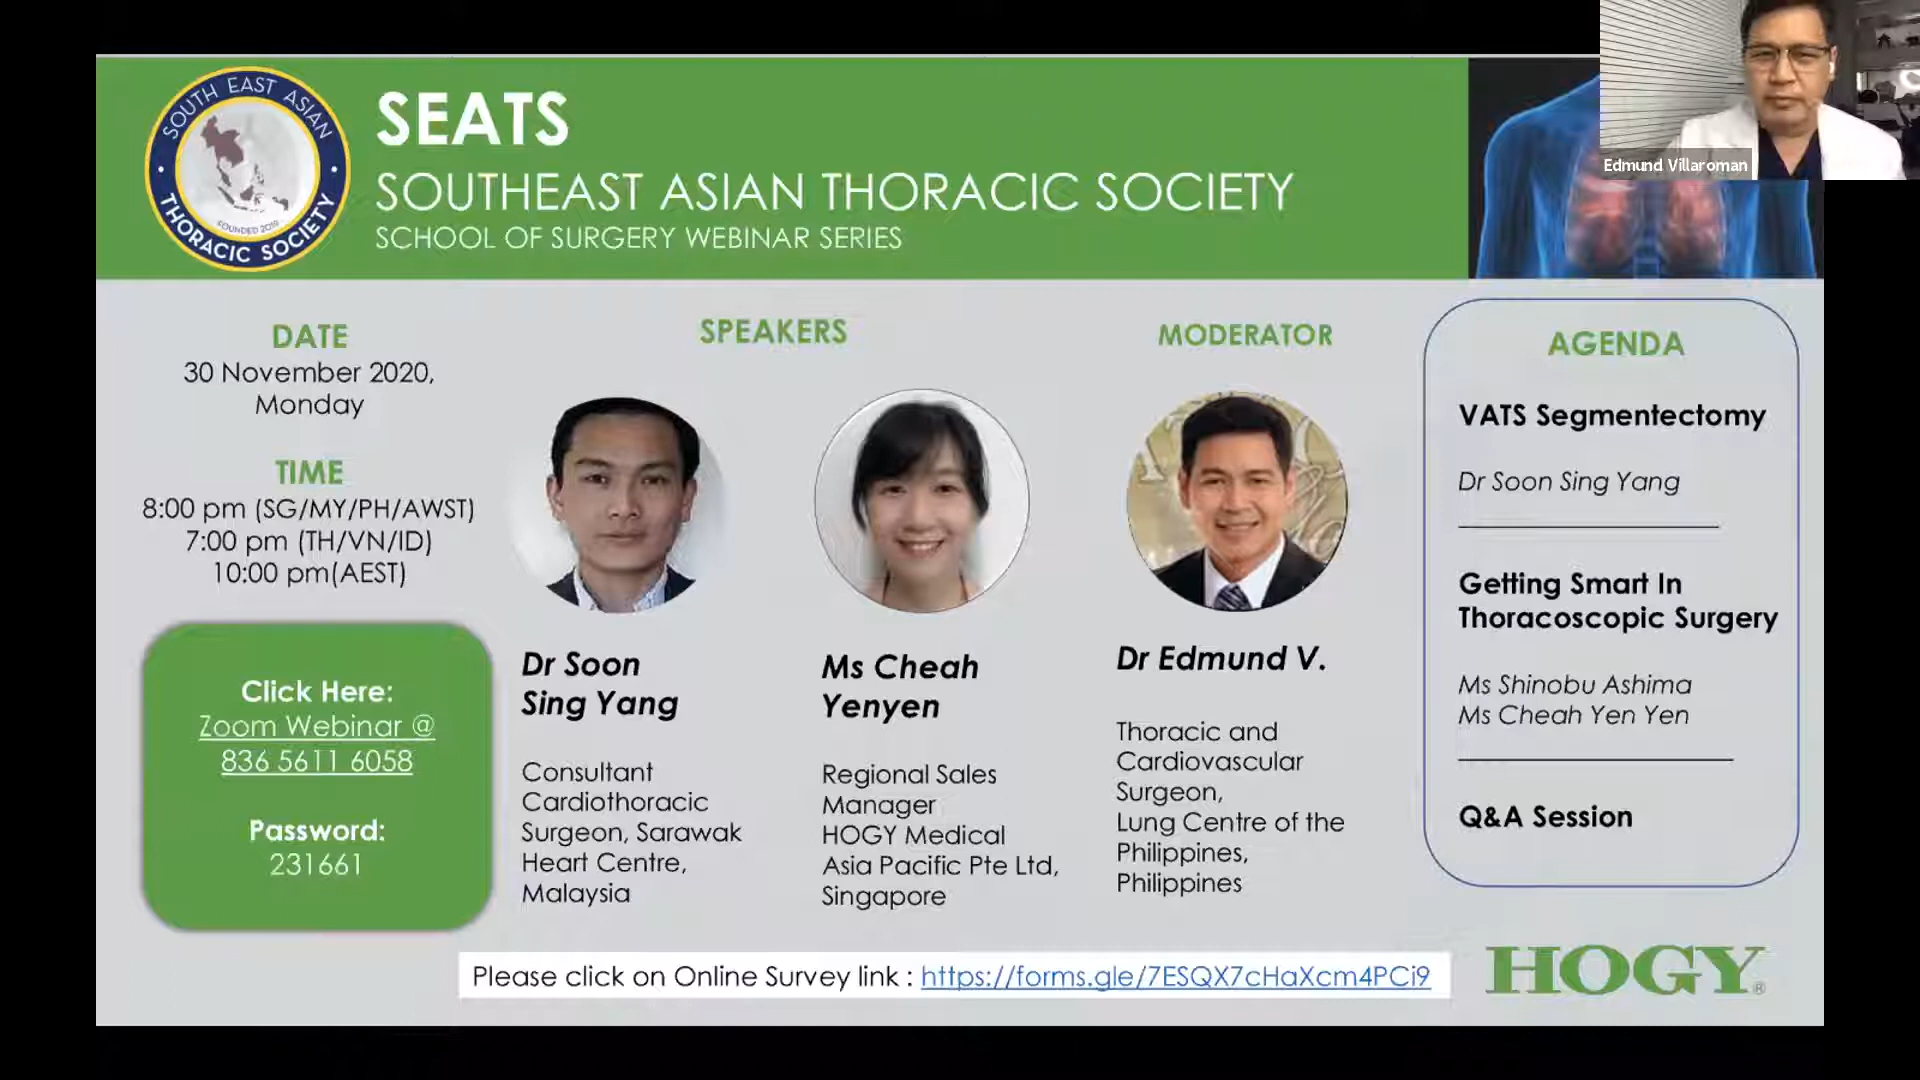 SOUTH EAST ASIAN
THORACIC SOCIETY
FOUNDED 2019
SEATS
SOUTHEAST ASIAN THORACIC SOCIETY
SCHOOL OF SURGERY WEBINAR SERIES
Edmund Villaroman
DATE
30 November 2020,
Monday
TIME
8:00 pm (SG/MY/PH/AWST)
7:00 pm (TH/VN/ID)
10:00 pm(AEST)
Click Here:
Zoom Webinar @
836 5611 6058
Password:
231661
SPEAKERS
Dr Soon
Sing Yang
Consultant
Cardiothoracic
Surgeon, Sarawak
Heart Centre,
Malaysia
Ms Cheah
Yenyen
Regional Sales
Manager
HOGY Medical
Asia Pacific Pte Ltd,
Singapore
MODERATOR
Dr Edmund V.
Thoracic and
Cardiovascular
Surgeon,
Lung Centre of the
Philippines,
Philippines
AGENDA
VATS Segmentectomy
Dr Soon Sing Yang
Getting Smart In
Thoracoscopic Surgery
Ms Shinobu Ashima
Ms Cheah Yen Yen
Q&A Session
Please click on Online Survey link : https://forms.gle/7ESQX7cHaXcm4PCi9
HOGY®